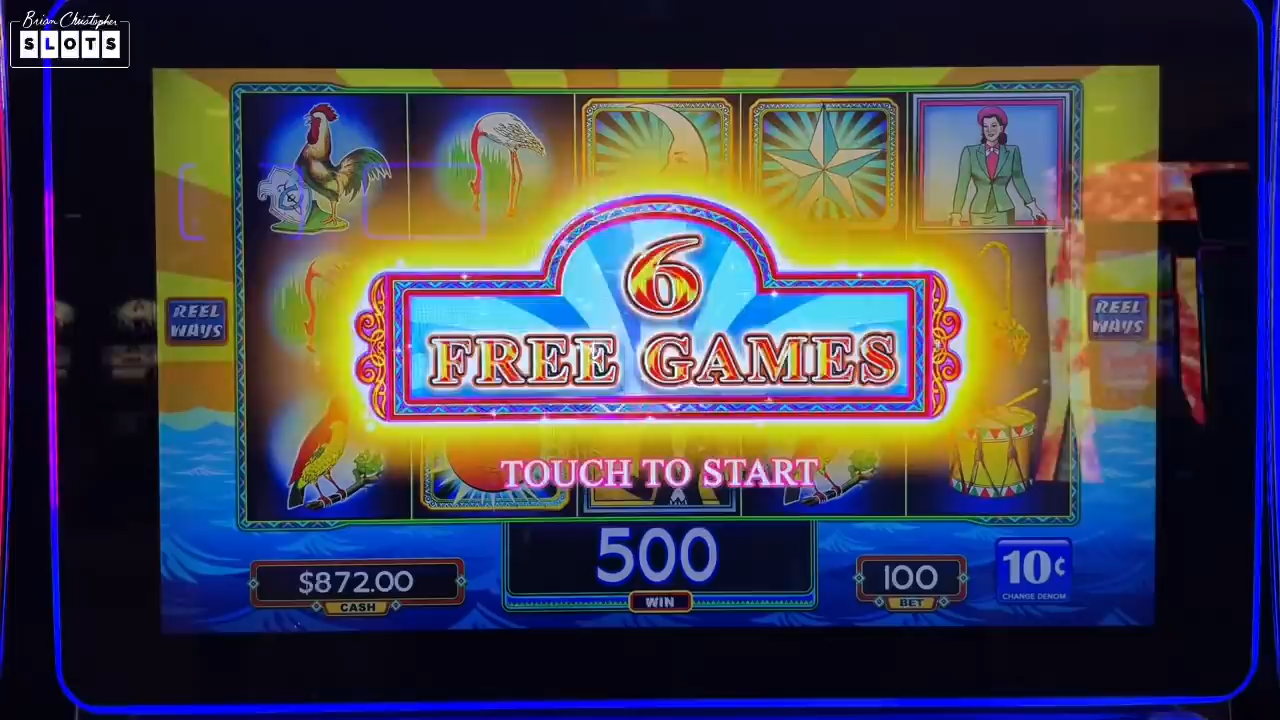 Brian Christopher
SLOTS
REEL
WAYS
REEL
WAYS
6
FREE GAMES
TOUCH TO START
$872.00
CASH
500
WIN
100
BET
10¢
CHANGE DENOM